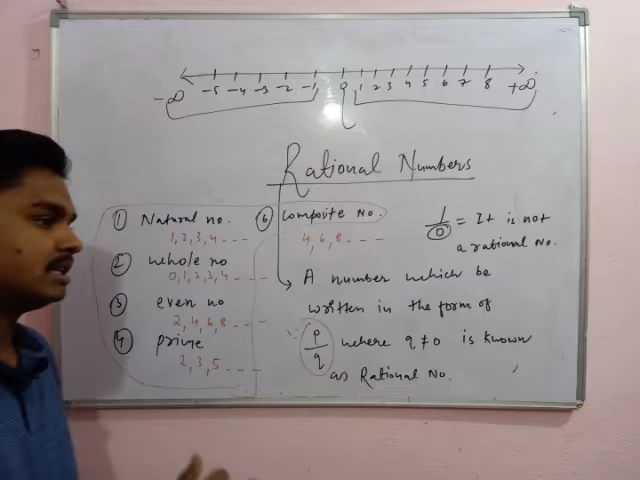 -∞ -5 -4 -3 -2 -1 0 1 2 3 4 5 6 7 8 +∞
Rational Numbers
① Natural no.
1, 2, 3, 4 - - -
② whole no
0, 1, 2, 3, 4 - - -
③ even no
2, 4, 6, 8 - - -
④ prime
2, 3, 5 - - - -
⑥ Composite No.
4, 6, 8 - - - -
1/0 = It is not
a rational No.
A number which be
written in the form of
p/q where q ≠ 0 is known
as Rational No.